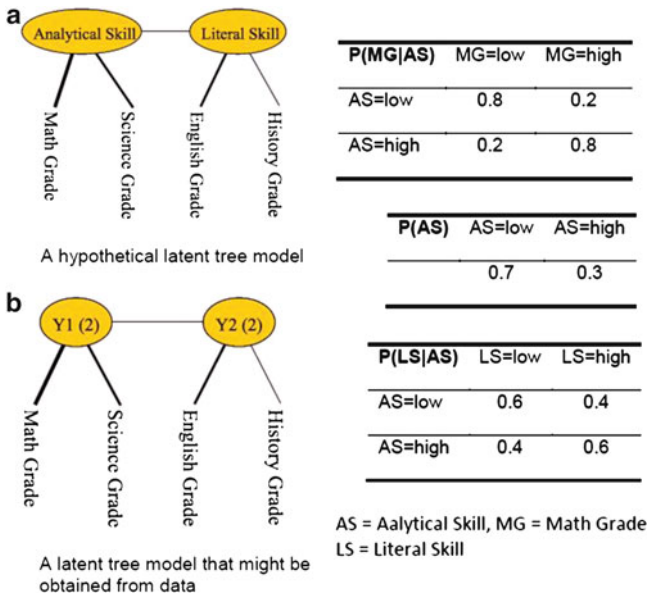 a
Analytical Skill
Literal Skill
Math Grade
Science Grade
English Grade
History Grade
A hypothetical latent tree model
b
Y1 (2)
Y2 (2)
Math Grade
Science Grade
English Grade
History Grade
A latent tree model that might be
obtained from data
P(MG|AS) MG=low MG=high
AS=low 0.8 0.2
AS=high 0.2 0.8
P(AS) AS=low AS=high
0.7 0.3
P(LS|AS) LS=low LS=high
AS=low 0.6 0.4
AS=high 0.4 0.6
AS = Aalytical Skill, MG = Math Grade
LS = Literal Skill